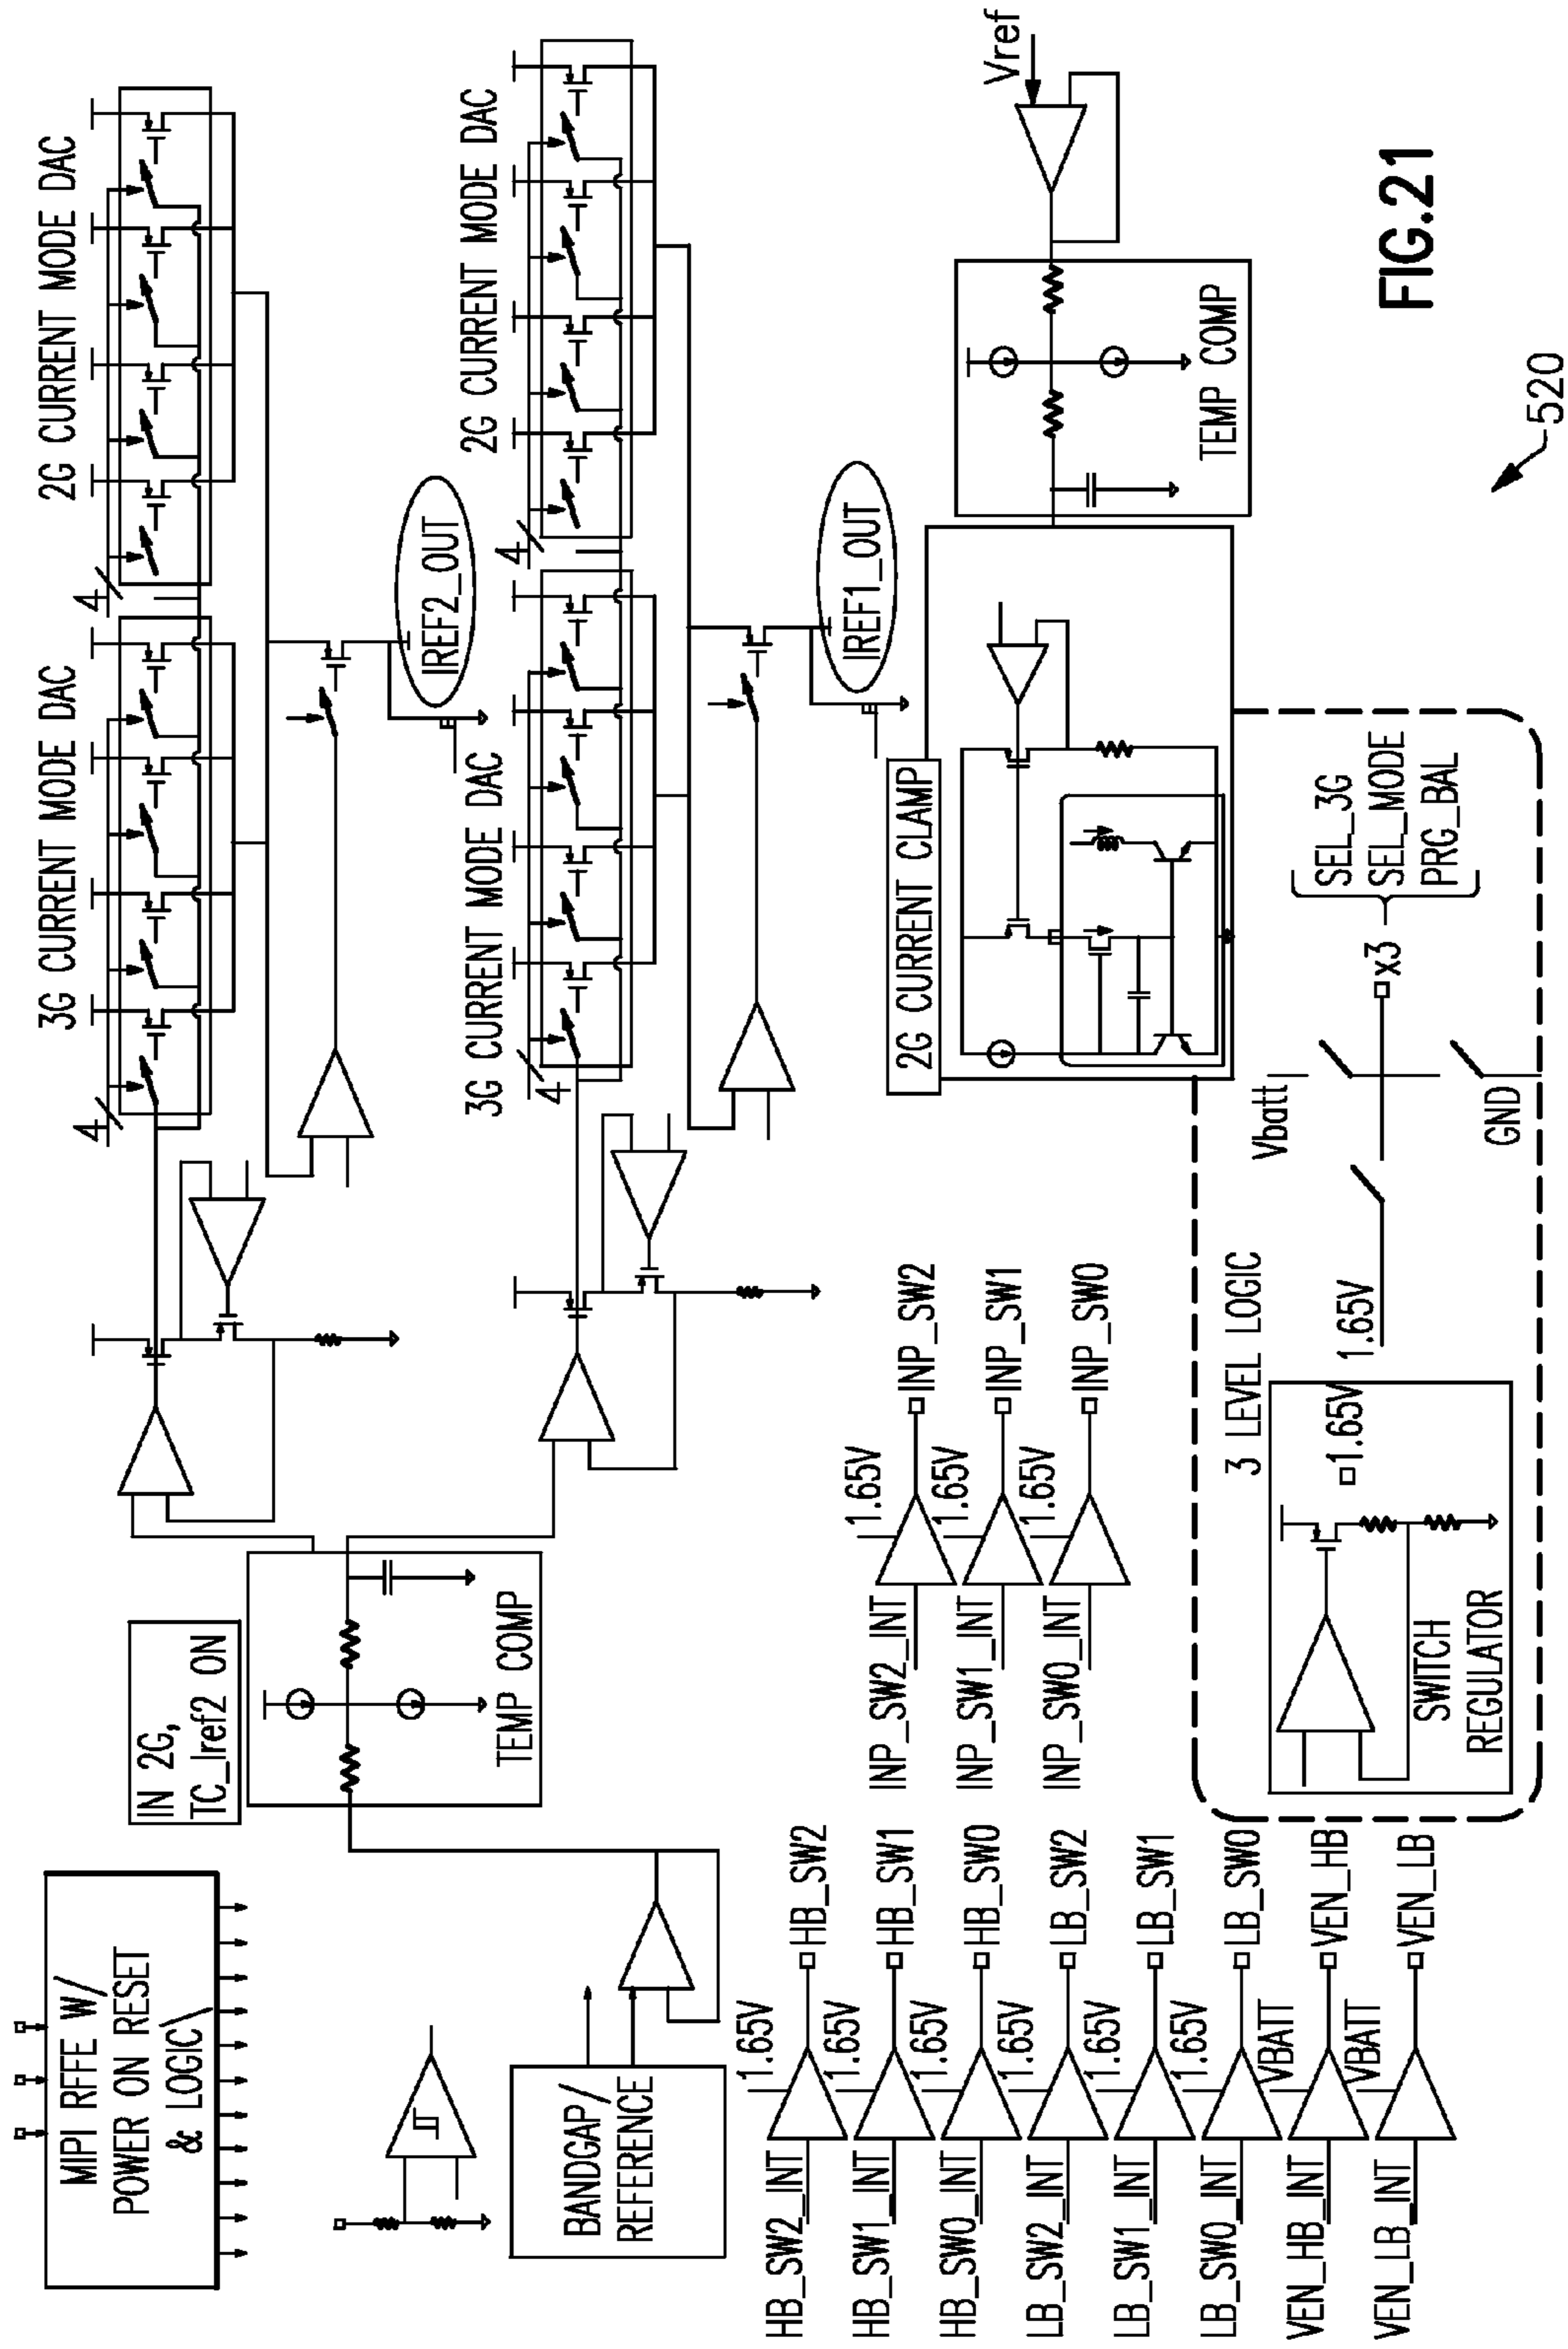 MIPI RFFE W/
POWER ON RESET
& LOGIC\
IN 2G,
TC_Iref2 ON
3G CURRENT MODE DAC
2G CURRENT MODE DAC
4
4
IREF2_OUT
BANDGAP/
REFERENCE
TEMP COMP
3G CURRENT MODE DAC
2G CURRENT MODE DAC
4
4
IREF1_OUT
HB_SW2_INT
1.65V
HB_SW2
HB_SW1_INT
1.65V
HB_SW1
HB_SW0_INT
1.65V
HB_SW0
LB_SW2_INT
1.65V
LB_SW2
LB_SW1_INT
1.65V
LB_SW1
LB_SW0_INT
1.65V
LB_SW0
VEN_HB_INT
VBATT
VEN_HB
VEN_LB_INT
VBATT
VEN_LB
INP_SW2_INT
1.65V
INP_SW2
INP_SW1_INT
1.65V
INP_SW1
INP_SW0_INT
1.65V
INP_SW0
2G CURRENT CLAMP
TEMP COMP
Vref
3 LEVEL LOGIC
SWITCH
REGULATOR
1.65V
1.65V
Vbatt
GND
x3
SEL_3G
SEL_MODE
PRG_BAL
520
FIG.21